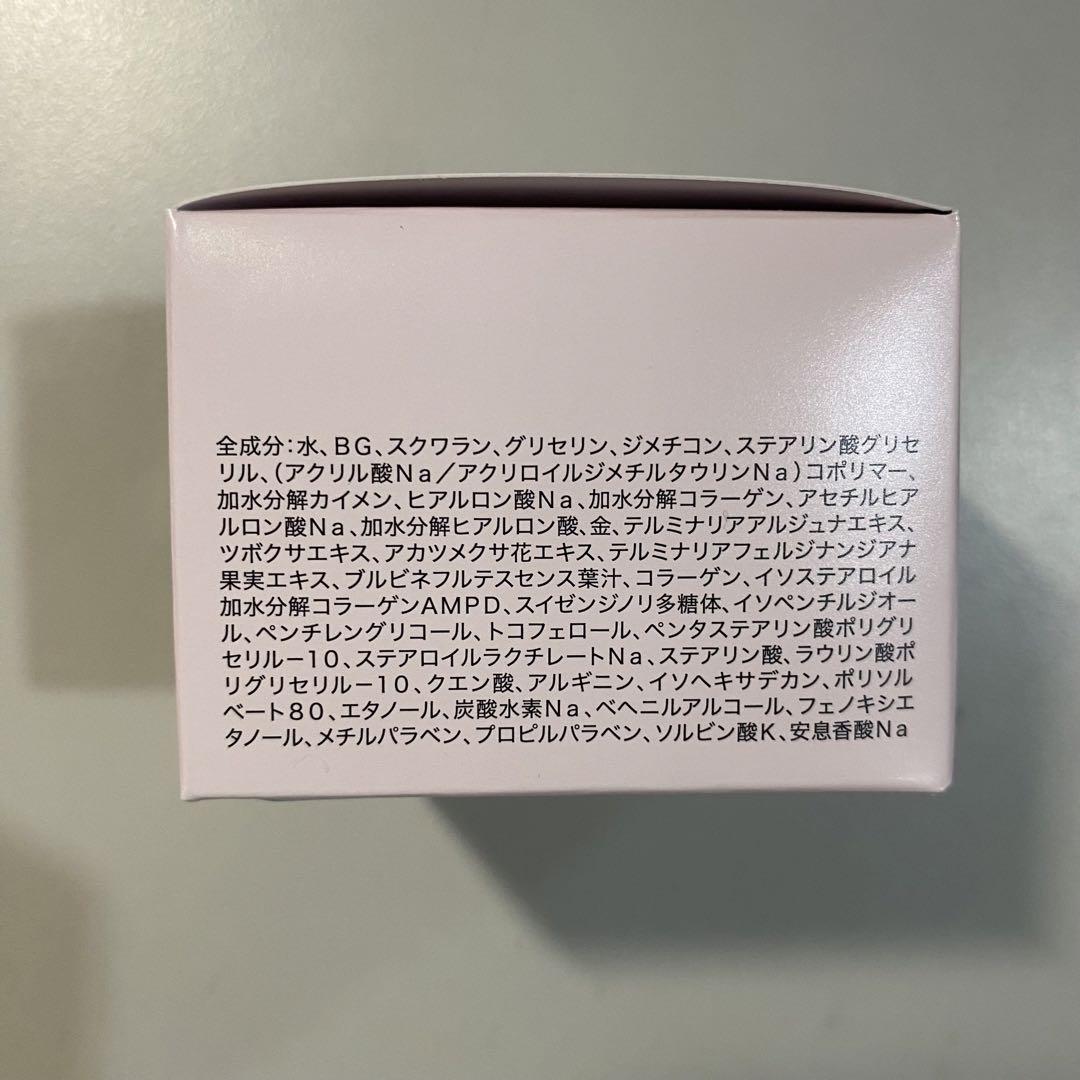 全成分：水、BG、スクワラン、グリセリン、ジメチコン、ステアリン酸グリセ
リル、（アクリル酸Na／アクリロイルジメチルタウリンNa）コポリマー、
加水分解カイメン、ヒアルロン酸Na、加水分解コラーゲン、アセチルヒア
ルロン酸Na、加水分解ヒアルロン酸、金、テルミナリアアルジュナエキス、
ツボクサエキス、アカツメクサ花エキス、テルミナリアフェルジナンジアナ
果実エキス、ブルビネフルテスセンス葉汁、コラーゲン、イソステアロイル
加水分解コラーゲンAMPD、スイゼンジノリ多糖体、イソペンチルジオー
ル、ペンチレングリコール、トコフェロール、ペンタステアリン酸ポリグリ
セリル－10、ステアロイルラクチレートNa、ステアリン酸、ラウリン酸ポ
リグリセリル－10、クエン酸、アルギニン、イソヘキサデカン、ポリソル
ベート80、エタノール、炭酸水素Na、ベヘニルアルコール、フェノキシエ
タノール、メチルパラベン、プロピルパラベン、ソルビン酸K、安息香酸Na